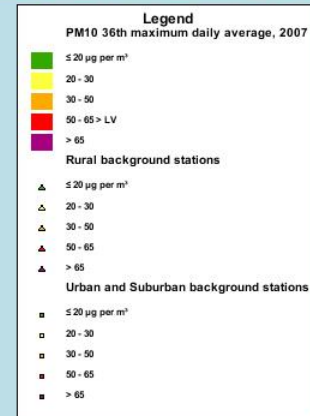 Legend
PM10 36th maximum daily average, 2007
≤ 20 µg per m³
20 - 30
30 - 50
50 - 65 > LV
> 65
Rural background stations
≤ 20 µg per m³
20 - 30
30 - 50
50 - 65
> 65
Urban and Suburban background stations
≤ 20 µg per m³
20 - 30
30 - 50
50 - 65
> 65